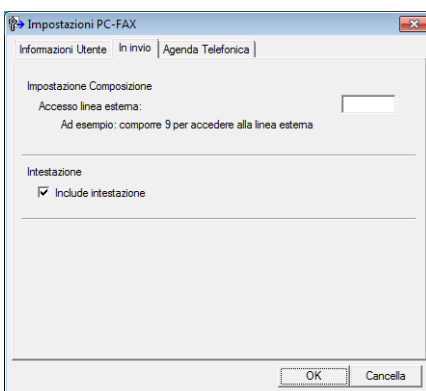 Impostazioni PC-FAX
Informazioni Utente In invio Agenda Telefonica
Impostazione Composizione
Accesso linea esterna:
Ad esempio: comporre 9 per accedere alla linea esterna
Intestazione
Include intestazione
OK Cancella